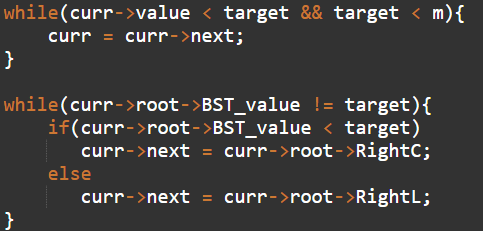 while(curr->value < target && target < m){
    curr = curr->next;
}

while(curr->root->BST_value != target){
    if(curr->root->BST_value < target)
        curr->next = curr->root->RightC;
    else
        curr->next = curr->root->RightL;
}